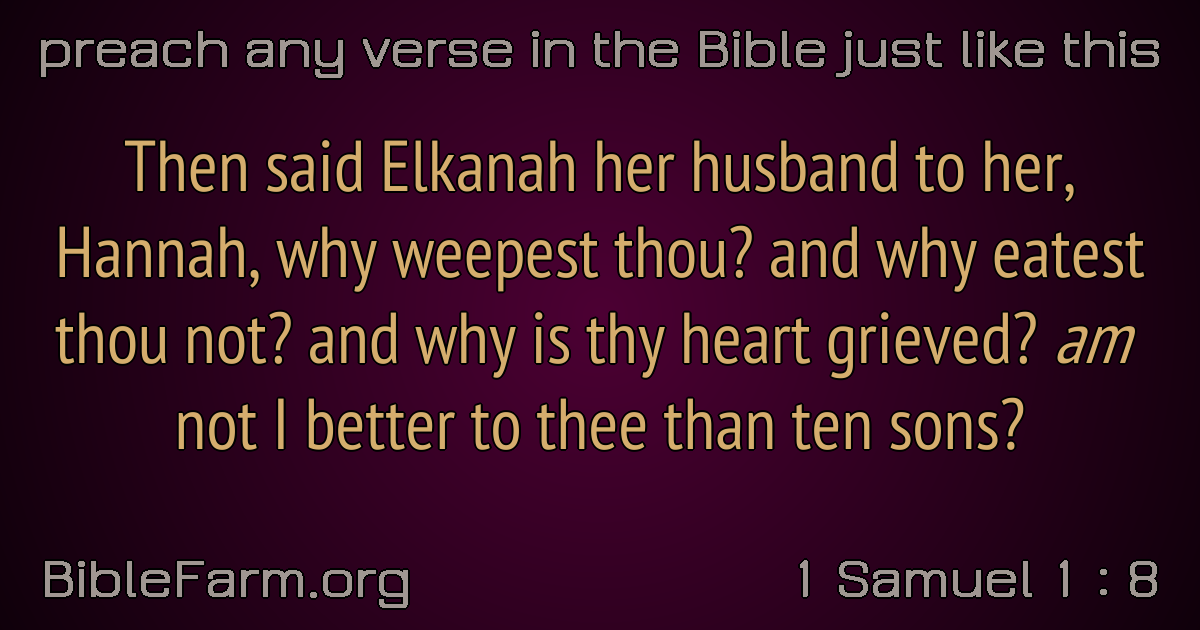 preach any verse in the Bible just like this
Then said Elkanah her husband to her,
Hannah, why weepest thou? and why eatest
thou not? and why is thy heart grieved? am
not I better to thee than ten sons?
BibleFarm.org
1 Samuel 1 : 8